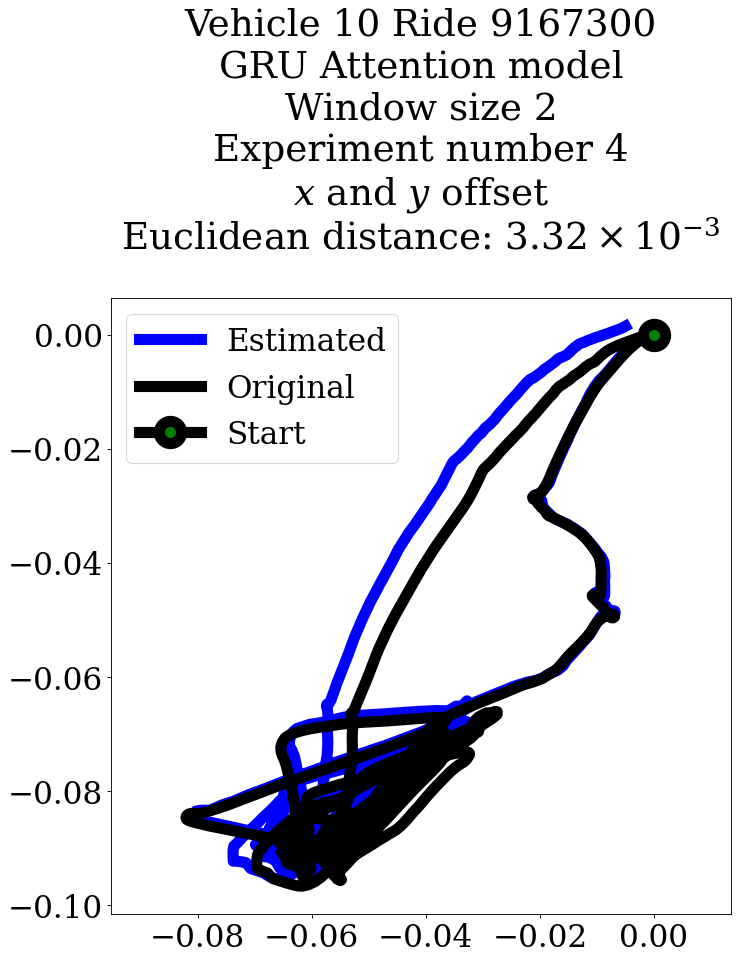 Vehicle 10 Ride 9167300
GRU Attention model
Window size 2
Experiment number 4
x and y offset
Euclidean distance: 3.32 × 10⁻³
Estimated
Original
Start
0.00
−0.02
−0.04
−0.06
−0.08
−0.10
−0.08 −0.06 −0.04 −0.02 0.00